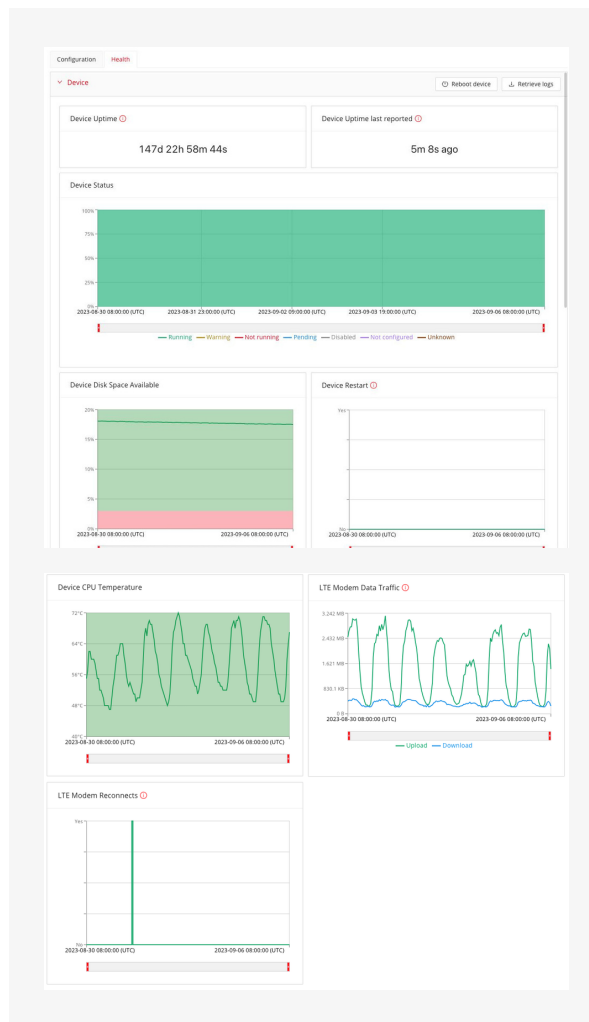 Configuration Health
Device
Reboot device Retrieve logs
Device Uptime
147d 22h 58m 44s
Device Uptime last reported
5m 8s ago
Device Status
100%
75%
50%
25%
0%
2023-08-30 08:00:00 (UTC) 2023-08-31 23:00:00 (UTC) 2023-09-02 09:00:00 (UTC) 2023-09-03 19:00:00 (UTC) 2023-09-06 08:00:00 (UTC)
Running Warning Not running Pending Disabled Not configured Unknown
Device Disk Space Available
20%
15%
10%
5%
0%
2023-08-30 08:00:00 (UTC) 2023-09-06 08:00:00 (UTC)
Device Restart
Yes
No
2023-08-30 08:00:00 (UTC) 2023-09-06 08:00:00 (UTC)
Device CPU Temperature
72°C
64°C
56°C
48°C
40°C
2023-08-30 08:00:00 (UTC) 2023-09-06 08:00:00 (UTC)
LTE Modem Data Traffic
3.242 MB
2.432 MB
1.621 MB
830.1 KB
0 B
2023-08-30 08:00:00 (UTC) 2023-09-06 08:00:00 (UTC)
Upload Download
LTE Modem Reconnects
Yes
No
2023-08-30 08:00:00 (UTC) 2023-09-06 08:00:00 (UTC)